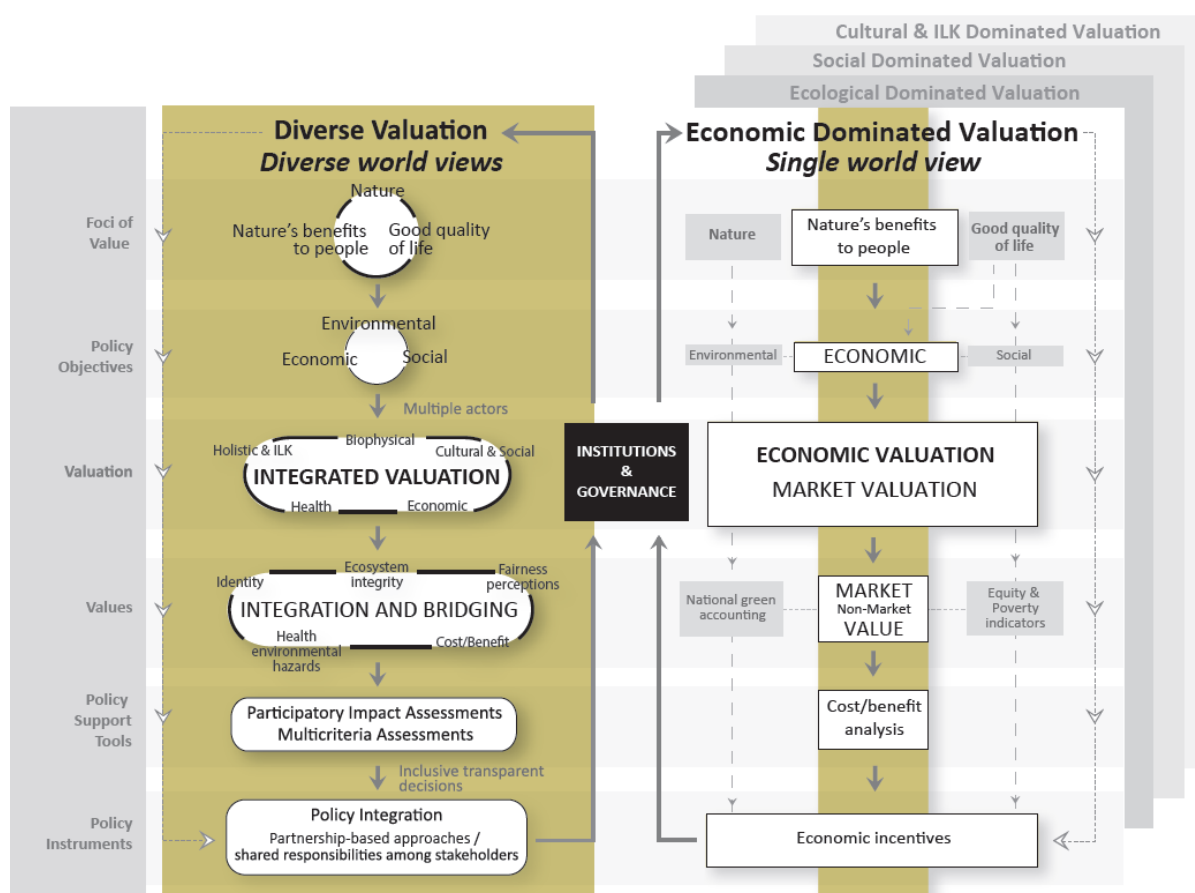 Cultural & ILK Dominated Valuation
Social Dominated Valuation
Ecological Dominated Valuation
Diverse Valuation
Diverse world views
Economic Dominated Valuation
Single world view
Foci of
Value
Nature
Nature's benefits
to people
Good quality
of life
Nature
Nature's benefits
to people
Good quality
of life
Policy
Objectives
Environmental
Economic
Social
Environmental
ECONOMIC
Social
Multiple actors
Valuation
Holistic & ILK
Biophysical
Cultural & Social
INTEGRATED VALUATION
Health
Economic
INSTITUTIONS
&
GOVERNANCE
ECONOMIC VALUATION
MARKET VALUATION
Values
Identity
Ecosystem
integrity
Fairness
perceptions
INTEGRATION AND BRIDGING
Health
environmental
hazards
Cost/Benefit
National green
accounting
MARKET
Non-Market
VALUE
Equity &
Poverty
indicators
Policy
Support
Tools
Participatory Impact Assessments
Multicriteria Assessments
Cost/benefit
analysis
Inclusive transparent
decisions
Policy
Instruments
Policy Integration
Partnership-based approaches /
shared responsibilities among stakeholders
Economic incentives